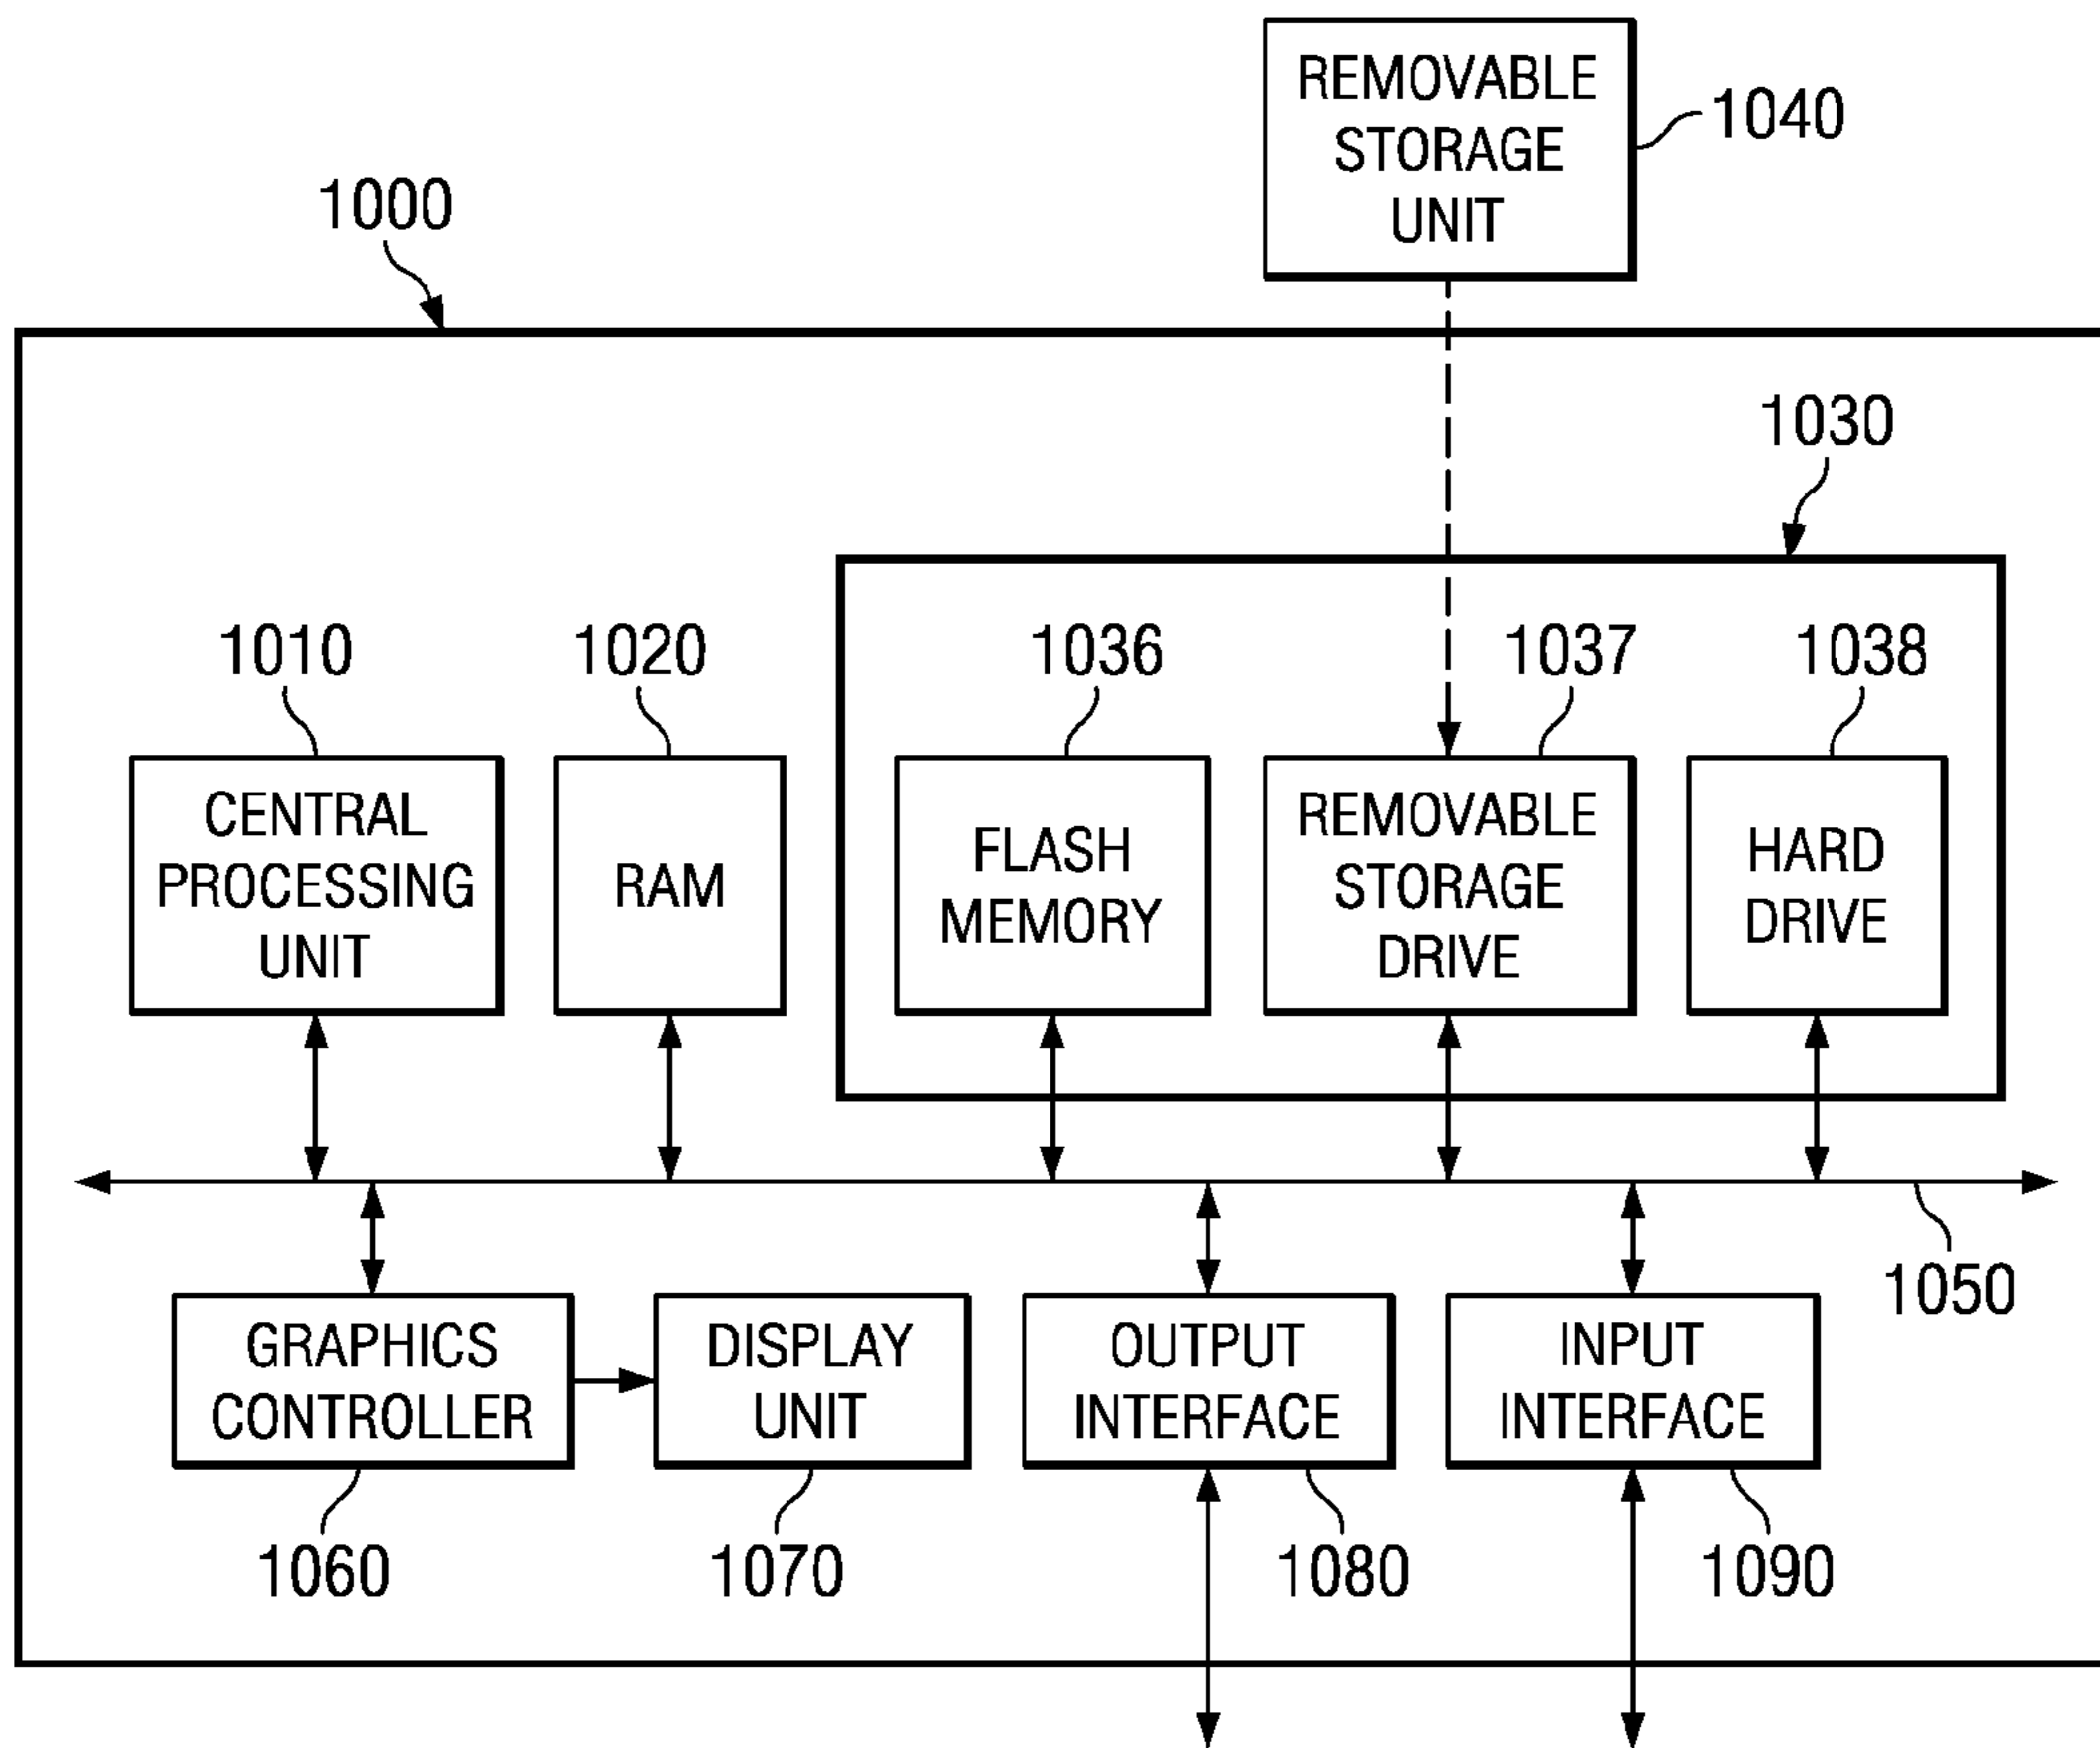 REMOVABLE
STORAGE
UNIT
1040
1000
1030
1010
1020
1036
1037
1038
CENTRAL
PROCESSING
UNIT
RAM
FLASH
MEMORY
REMOVABLE
STORAGE
DRIVE
HARD
DRIVE
1050
GRAPHICS
CONTROLLER
DISPLAY
UNIT
OUTPUT
INTERFACE
INPUT
INTERFACE
1060
1070
1080
1090